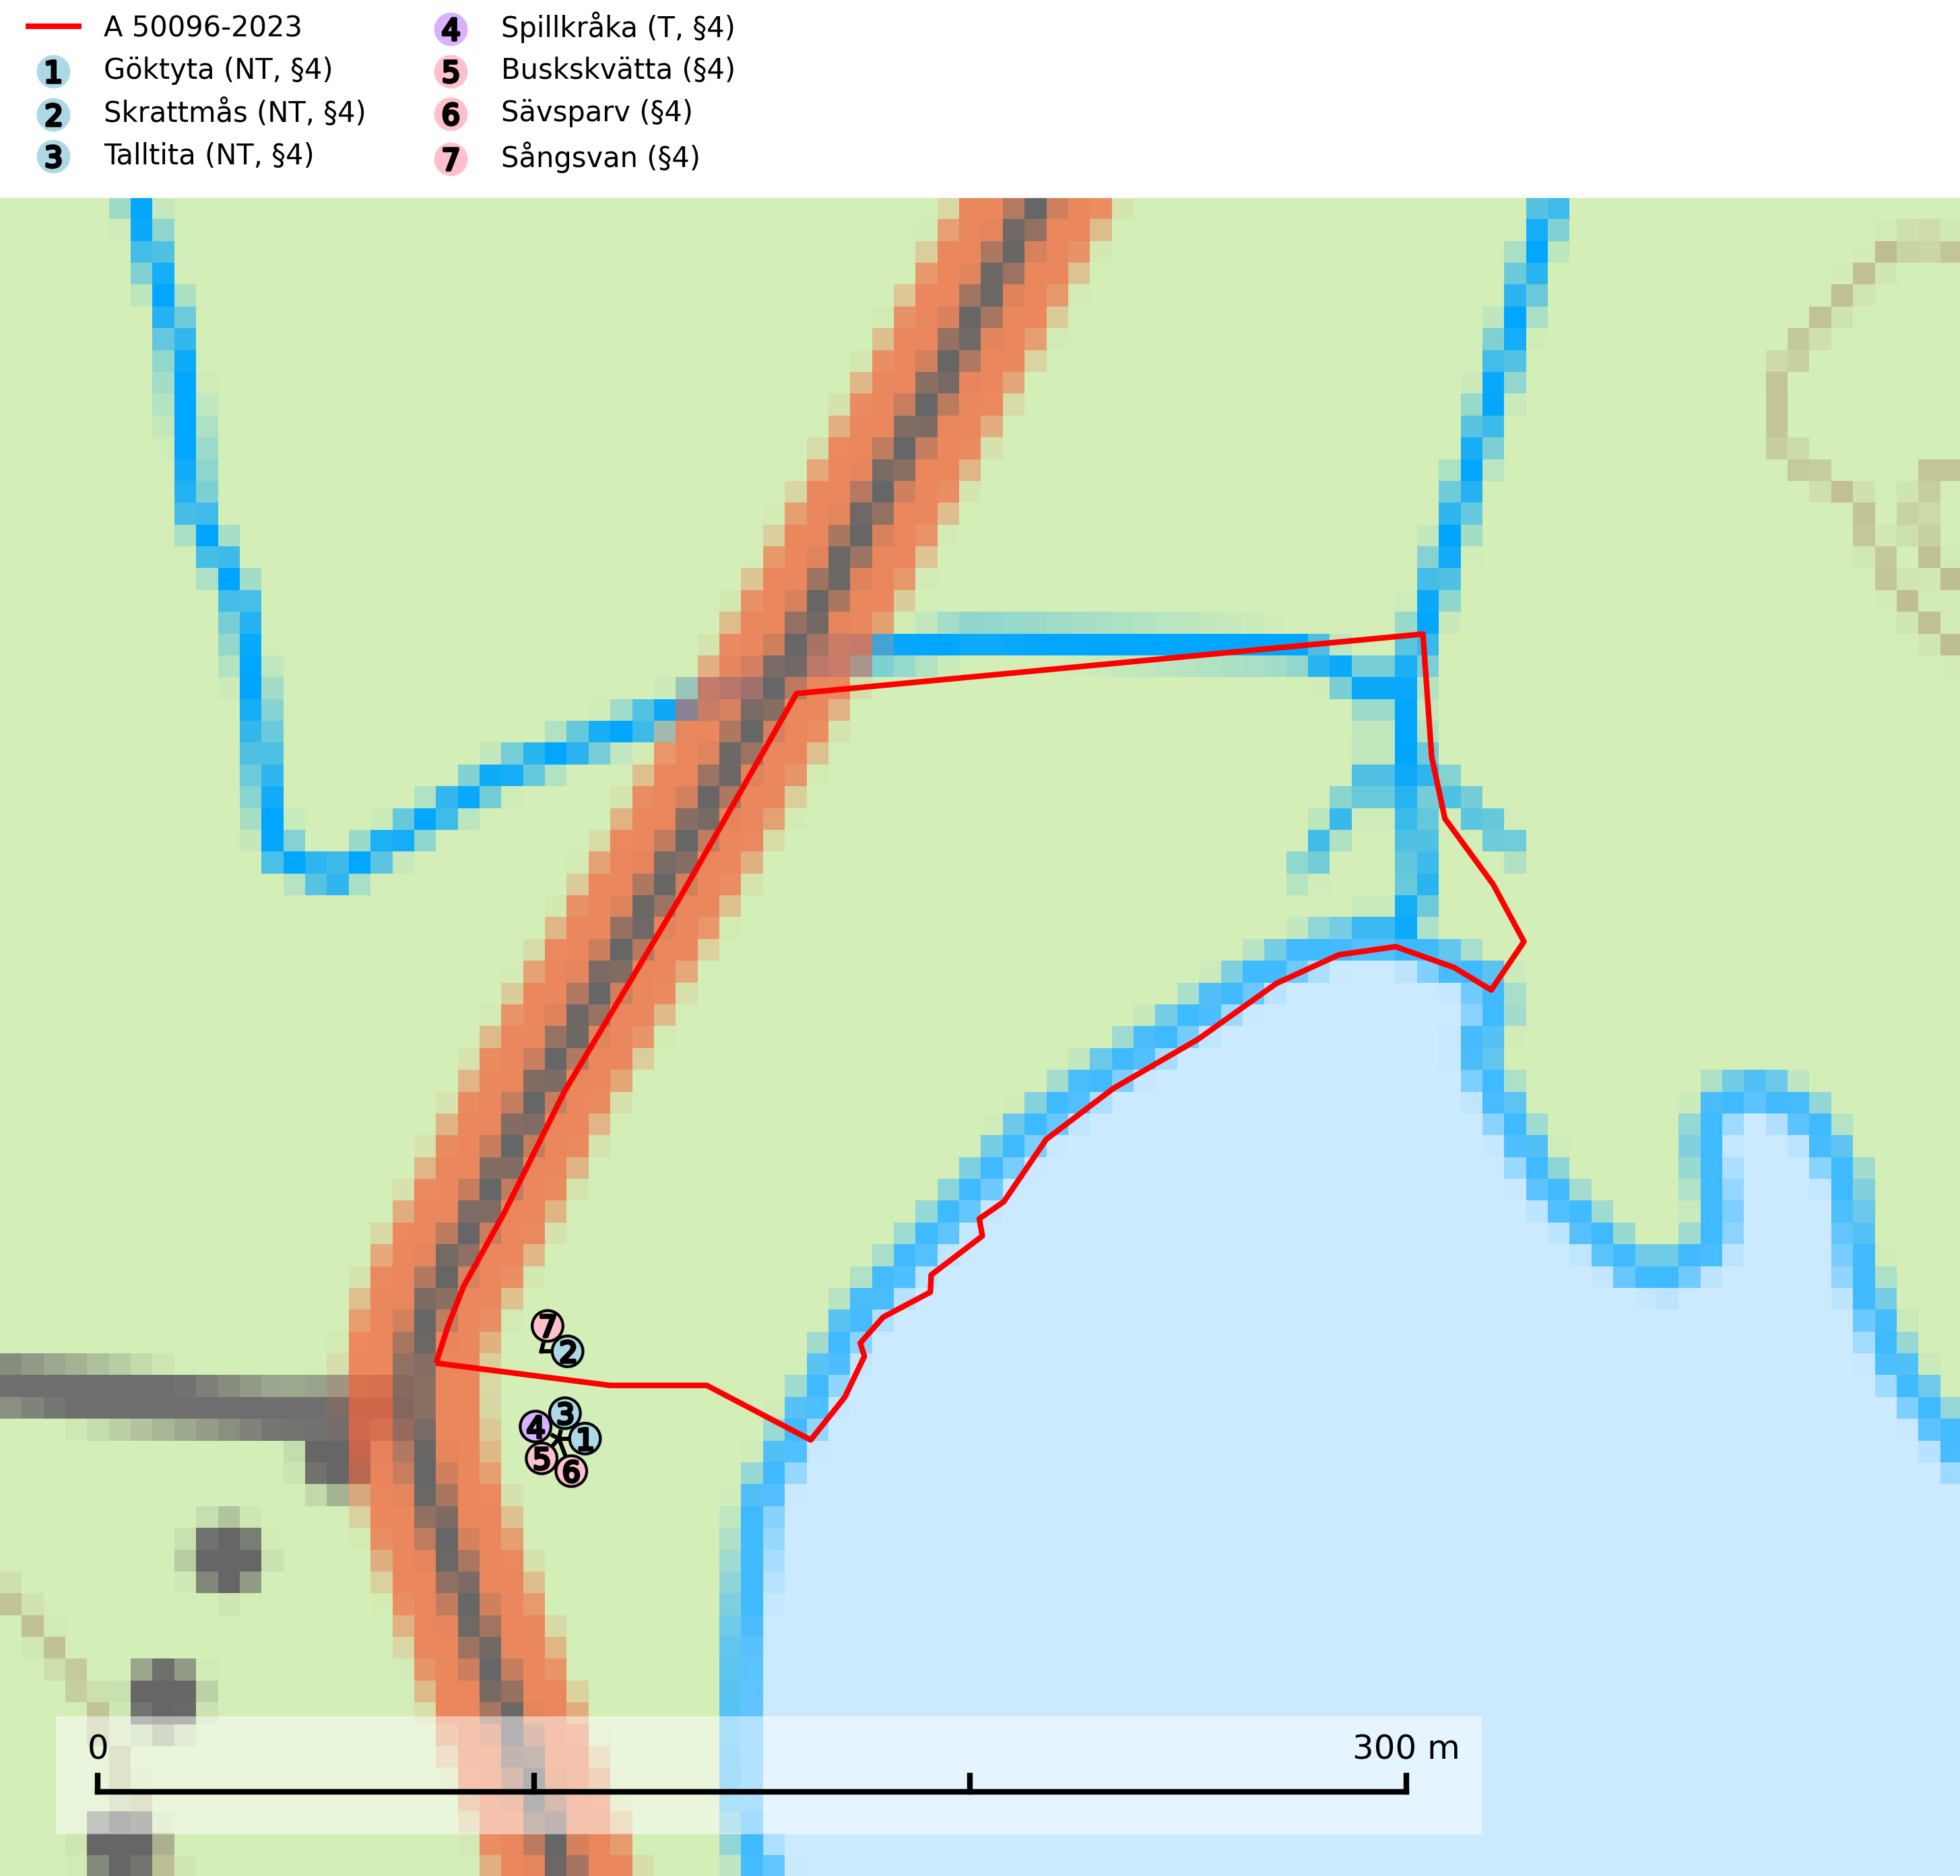 A 50096-2023
1 Göktyta (NT, §4)
2 Skrattmås (NT, §4)
3 Talltita (NT, §4)
4 Spillkråka (T, §4)
5 Buskskvätta (§4)
6 Sävsparv (§4)
7 Sångsvan (§4)
7
2
3
4
1
5
6
0 300 m